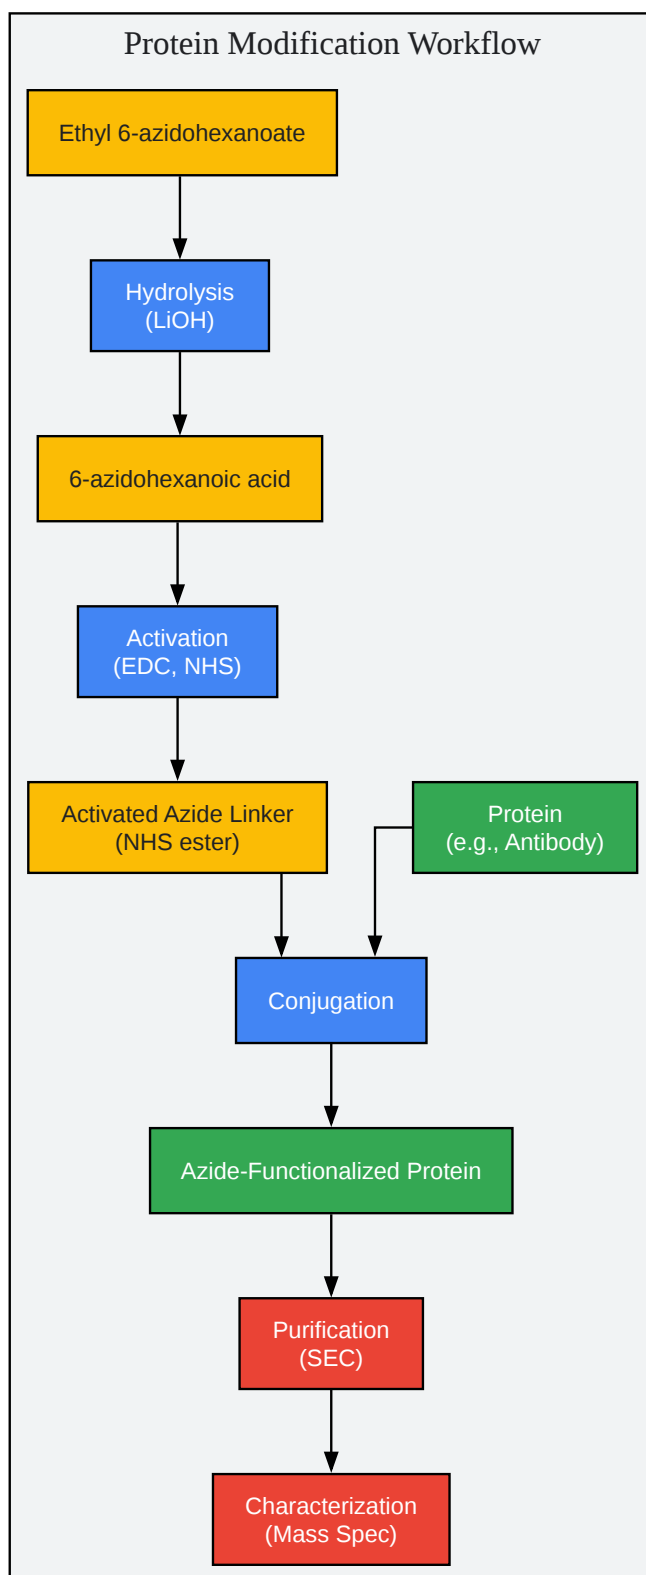 Protein Modification Workflow
Ethyl 6-azidohexanoate
Hydrolysis
(LiOH)
6-azidohexanoic acid
Activation
(EDC, NHS)
Activated Azide Linker
(NHS ester)
Protein
(e.g., Antibody)
Conjugation
Azide-Functionalized Protein
Purification
(SEC)
Characterization
(Mass Spec)